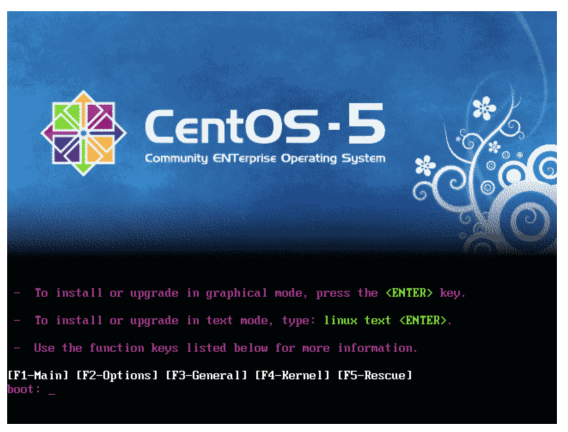 CentOS-5
Community ENTerprise Operating System
- To install or upgrade in graphical mode, press the <ENTER> key.
- To install or upgrade in text mode, type: linux text <ENTER>.
- Use the function keys listed below for more information.
[F1-Main] [F2-Options] [F3-General] [F4-Kernel] [F5-Rescue]
boot: _